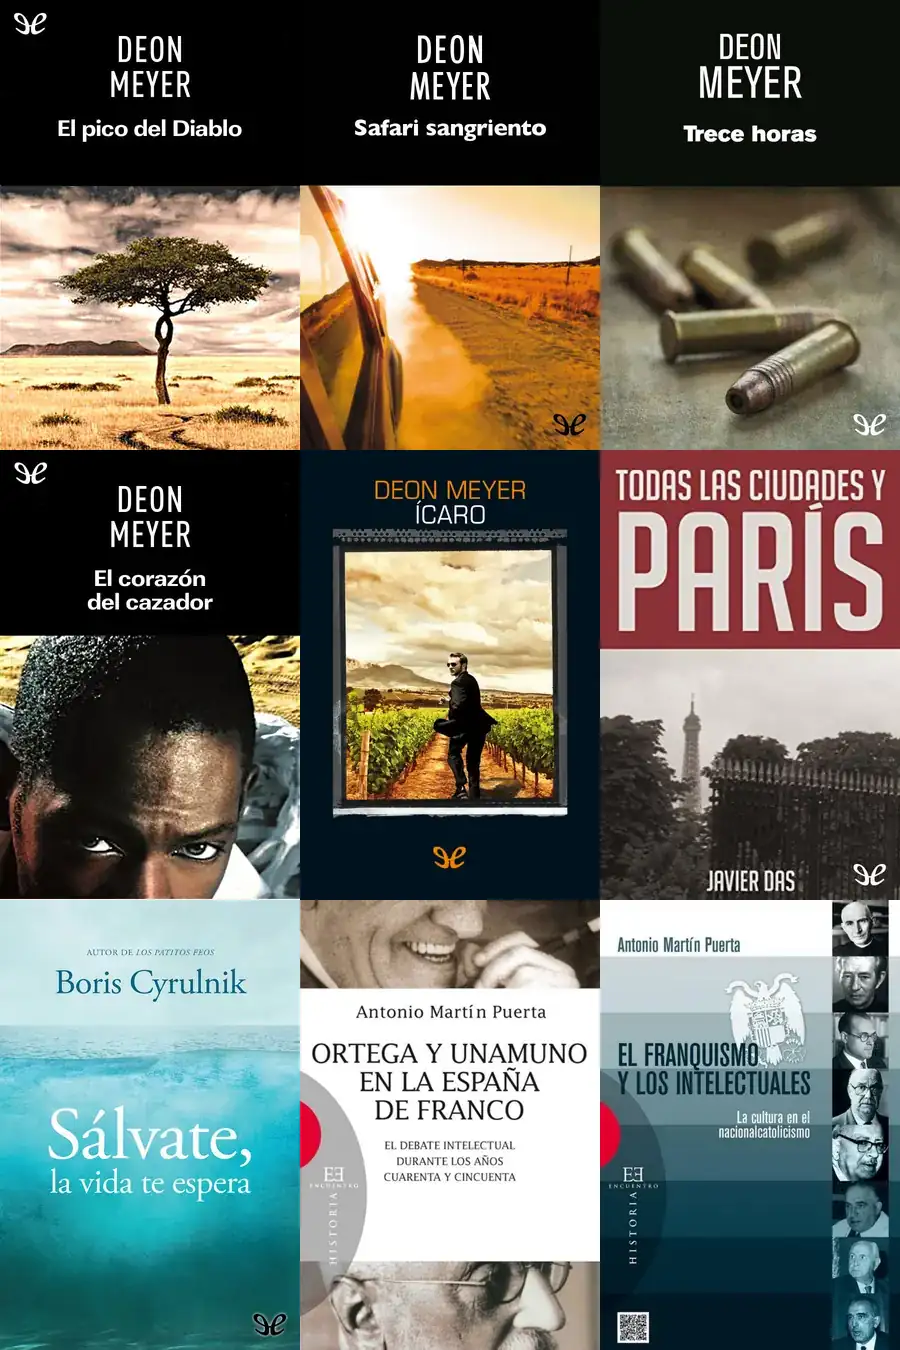 DEON
MEYER
El pico del Diablo
DEON
MEYER
Safari sangriento
DEON
MEYER
Trece horas
DEON
MEYER
El corazón
del cazador
DEON MEYER
ÍCARO
TODAS LAS CIUDADES Y
PARÍS
JAVIER DAS
AUTOR DE LOS PATITOS FEOS
Boris Cyrulnik
Sálvate,
la vida te espera
Antonio Martín Puerta
ORTEGA Y UNAMUNO
EN LA ESPAÑA
DE FRANCO
EL DEBATE INTELECTUAL
DURANTE LOS AÑOS
CUARENTA Y CINCUENTA
ENCUENTRO
HISTORIA
Antonio Martín Puerta
EL FRANQUISMO
Y LOS INTELECTUALES
La cultura en el
nacionalcatolicismo
ENCUENTRO
HISTORIA